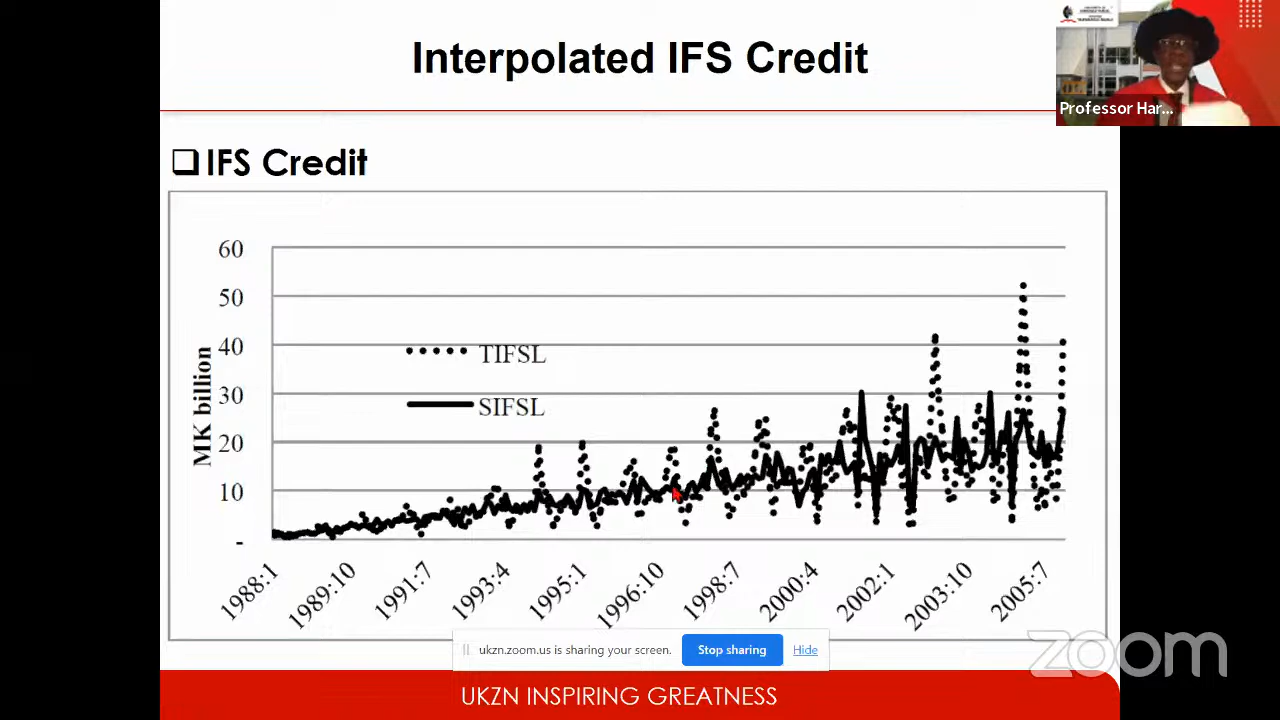 Interpolated IFS Credit
Professor Har...
IFS Credit
60
50
40
30
20
10
-
MK billion
TIFSL
SIFSL
1988:1
1989:10
1991:7
1993:4
1995:1
1996:10
1998:7
2000:4
2002:1
2003:10
2005:7
ukzn.zoom.us is sharing your screen.
Stop sharing
Hide
zoom
UKZN INSPIRING GREATNESS